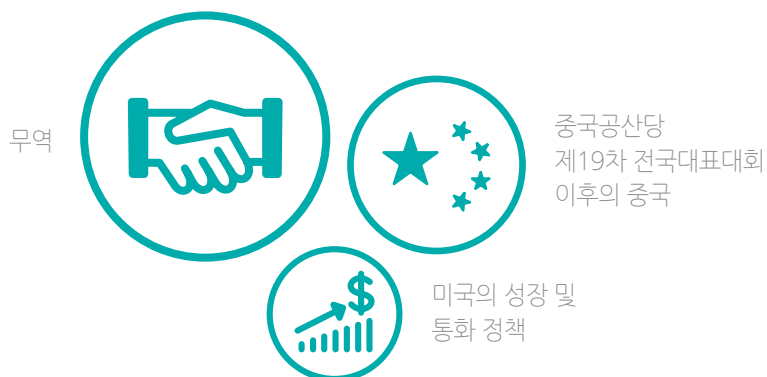 무역
중국공산당
제19차 전국대표대회
이후의 중국
$
미국의 성장 및
통화 정책